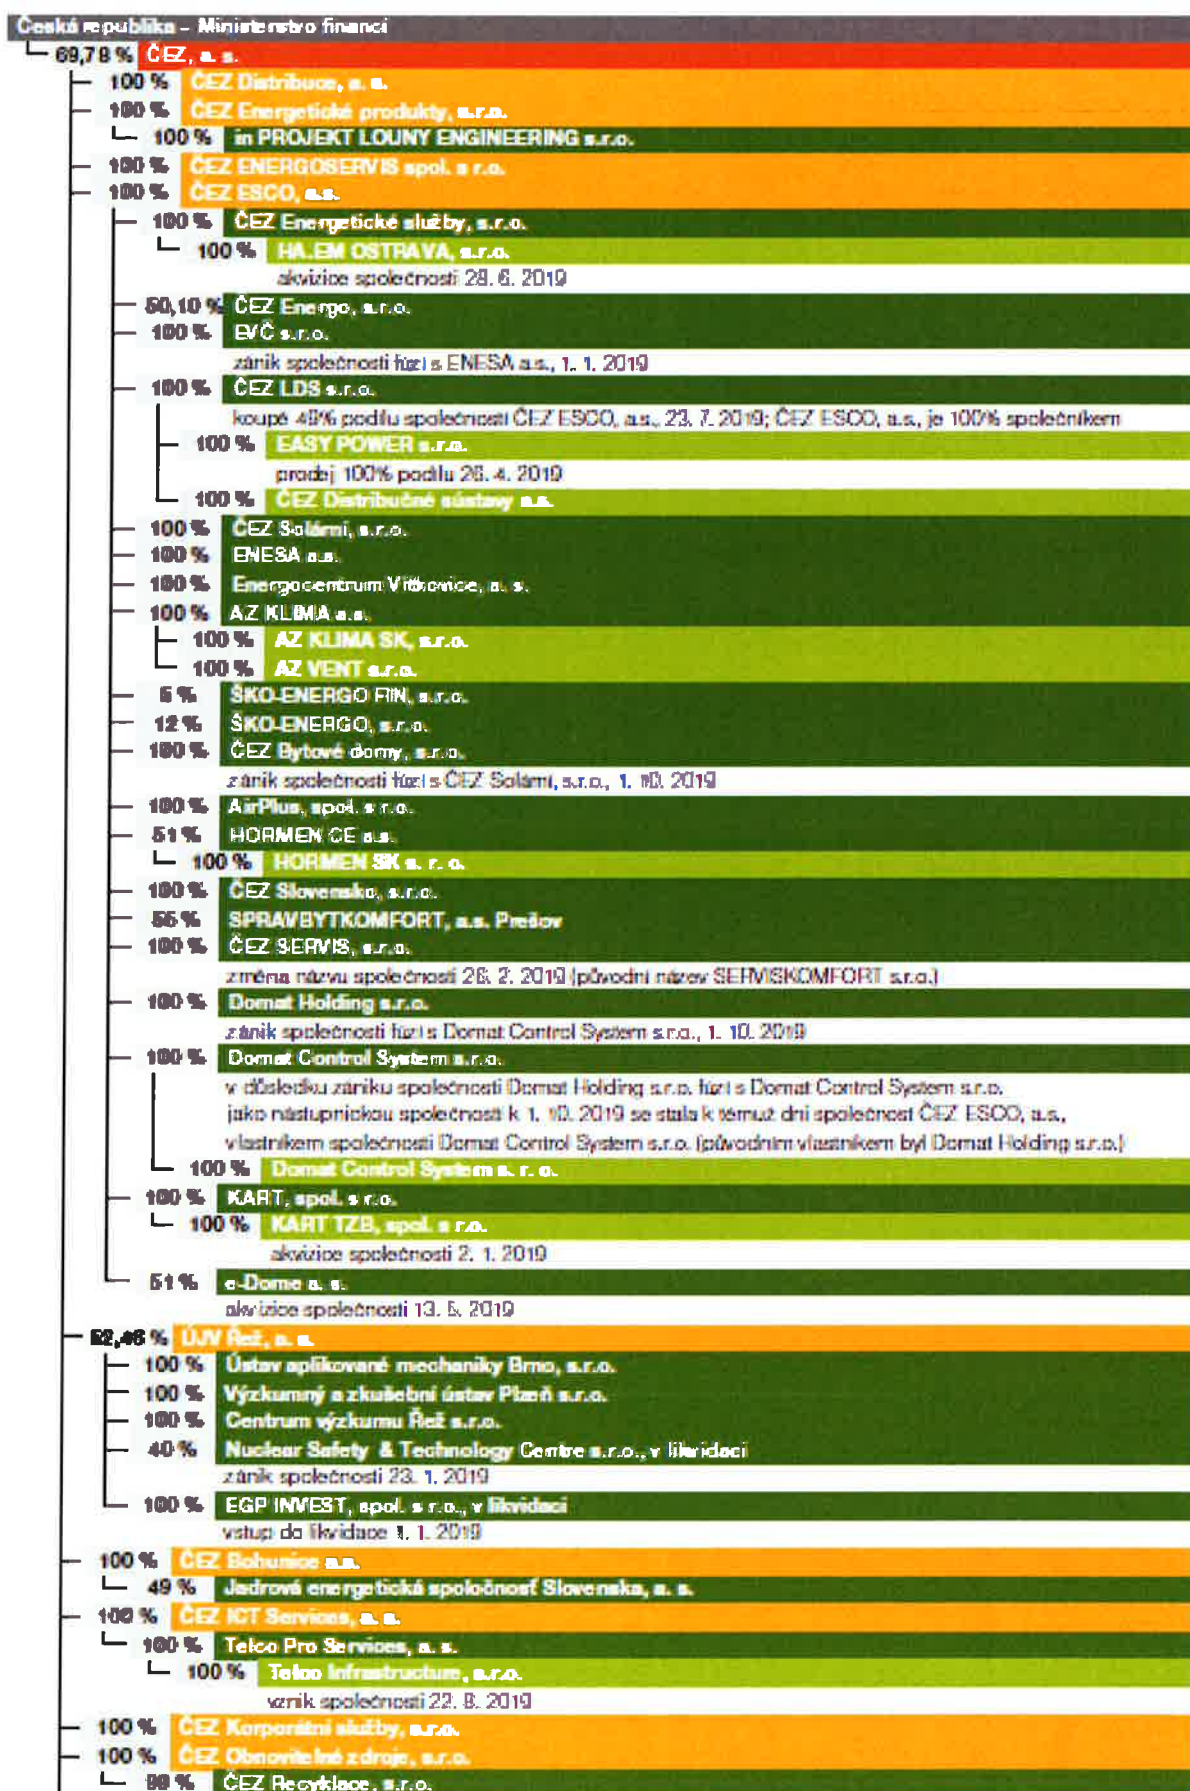 Česká republika – Ministerstvo financí
69,78 % ČEZ, a. s.
100 % ČEZ Distribuce, a. s.
100 % ČEZ Energetické produkty, s.r.o.
100 % in PROJEKT LOUNY ENGINEERING s.r.o.
100 % ČEZ ENERGOSERVIS spol. s r.o.
100 % ČEZ ESCO, a.s.
100 % ČEZ Energetické služby, s.r.o.
100 % HA.EM OSTRAVA, s.r.o.
akvizice společnosti 28. 6. 2019
50,10 % ČEZ Energo, s.r.o.
100 % EVČ s.r.o.
zánik společnosti fúzí s ENESA a.s., 1. 1. 2019
100 % ČEZ LDS s.r.o.
koupě 49% podílu společností ČEZ ESCO, a.s., 23. 7. 2019; ČEZ ESCO, a.s., je 100% společníkem
100 % EASY POWER s.r.o.
prodej 100% podílu 26. 4. 2019
100 % ČEZ Distribučné sústavy a.s.
100 % ČEZ Solární, s.r.o.
100 % ENESA a.s.
100 % Energocentrum Vítkovice, a. s.
100 % AZ KLIMA a.s.
100 % AZ KLIMA SK, s.r.o.
100 % AZ VENT s.r.o.
5 % ŠKO-ENERGO FIN, s.r.o.
12 % ŠKO-ENERGO, s.r.o.
100 % ČEZ Bytové domy, s.r.o.
zánik společnosti fúzí s ČEZ Solární, s.r.o., 1. 10. 2019
100 % AirPlus, spol. s r.o.
51 % HORMEN CE a.s.
100 % HORMEN SK s. r. o.
100 % ČEZ Slovensko, s.r.o.
55 % SPRAVBYTKOMFORT, a.s. Prešov
100 % ČEZ SERVIS, s.r.o.
změna názvu společnosti 26. 2. 2019 (původní název SERVISKOMFORT s.r.o.)
100 % Domat Holding s.r.o.
zánik společnosti fúzí s Domat Control System s.r.o., 1. 10. 2019
100 % Domat Control System s.r.o.
v důsledku zániku společnosti Domat Holding s.r.o. fúzí s Domat Control System s.r.o.
jako nástupnickou společností k 1. 10. 2019 se stala k témuž dni společnost ČEZ ESCO, a.s.,
vlastníkem společnosti Domat Control System s.r.o. (původním vlastníkem byl Domat Holding s.r.o.)
100 % Domat Control System s. r. o.
100 % KART, spol. s r.o.
100 % KART TZB, spol. s r.o.
akvizice společnosti 2. 1. 2019
51 % e-Dome a. s.
akvizice společnosti 13. 5. 2019
52,46 % ÚJV Řež, a. s.
100 % Ústav aplikované mechaniky Brno, s.r.o.
100 % Výzkumný a zkušební ústav Plzeň s.r.o.
100 % Centrum výzkumu Řež s.r.o.
40 % Nuclear Safety & Technology Centre s.r.o., v likvidaci
zánik společnosti 23. 1. 2019
100 % EGP INVEST, spol. s r.o., v likvidaci
vstup do likvidace 1. 1. 2019
100 % ČEZ Bohunice a.s.
49 % Jadrová energetická spoločnosť Slovenska, a. s.
100 % ČEZ ICT Services, a. s.
100 % Telco Pro Services, a. s.
100 % Telco Infrastructure, s.r.o.
vznik společnosti 22. 8. 2019
100 % ČEZ Korporátní služby, s.r.o.
100 % ČEZ Obnovitelné zdroje, s.r.o.
99 % ČEZ Recyklace, s.r.o.